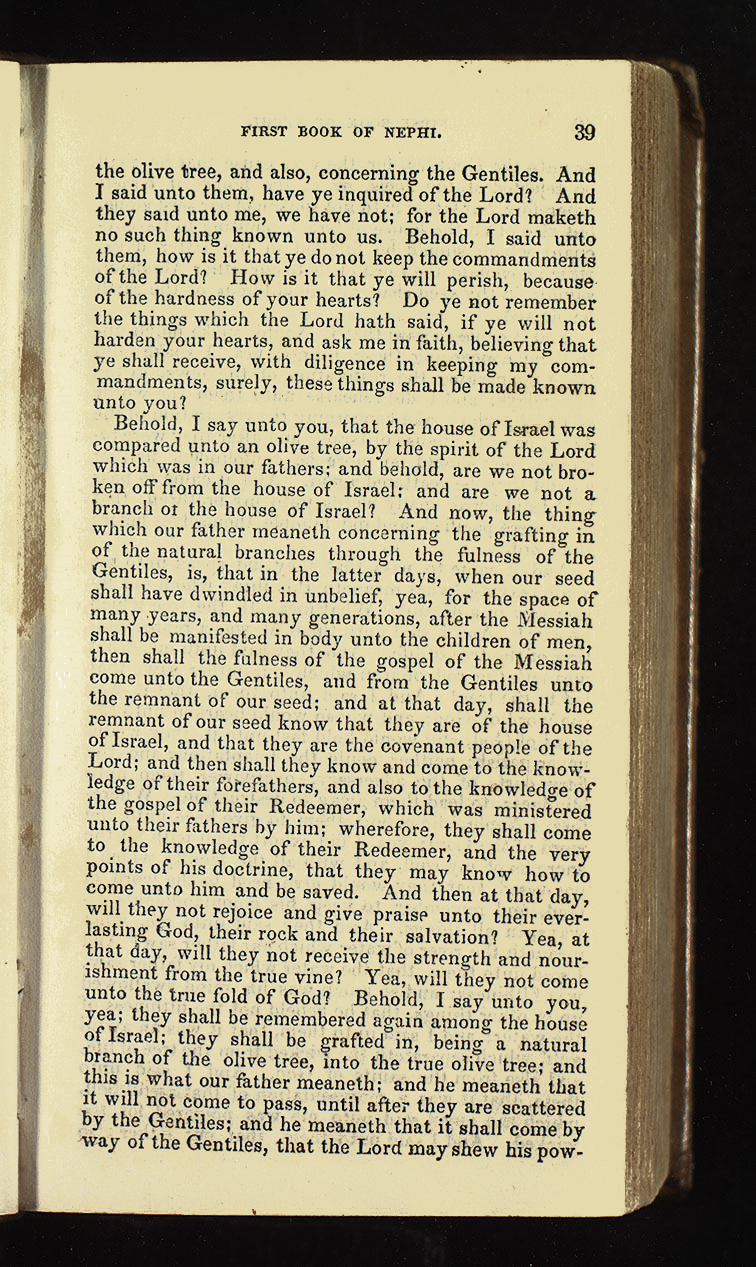 FIRST BOOK OF NEPHI. 39
the olive tree, and also, concerning the Gentiles. And
I said unto them, have ye inquired of the Lord? And
they said unto me, we have not; for the Lord maketh
no such thing known unto us. Behold, I said unto
them, how is it that ye do not keep the commandments
of the Lord? How is it that ye will perish, because
of the hardness of your hearts? Do ye not remember
the things which the Lord hath said, if ye will not
harden your hearts, and ask me in faith, believing that
ye shall receive, with diligence in keeping my com-
mandments, surely, these things shall be made known
unto you?
Behold, I say unto you, that the house of Israel was
compared unto an olive tree, by the spirit of the Lord
which was in our fathers; and behold, are we not bro-
ken off from the house of Israel: and are we not a
branch of the house of Israel? And now, the thing
which our father meaneth concerning the grafting in
of the natural branches through the fulness of the
Gentiles, is, that in the latter days, when our seed
shall have dwindled in unbelief, yea, for the space of
many years, and many generations, after the Messiah
shall be manifested in body unto the children of men,
then shall the fulness of the gospel of the Messiah
come unto the Gentiles, and from the Gentiles unto
the remnant of our seed; and at that day, shall the
remnant of our seed know that they are of the house
of Israel, and that they are the covenant people of the
Lord; and then shall they know and come to the know-
ledge of their forefathers, and also to the knowledge of
the gospel of their Redeemer, which was ministered
unto their fathers by him; wherefore, they shall come
to the knowledge of their Redeemer, and the very
points of his doctrine, that they may know how to
come unto him and be saved. And then at that day,
will they not rejoice and give praise unto their ever-
lasting God, their rock and their salvation? Yea, at
that day, will they not receive the strength and nour-
ishment from the true vine? Yea, will they not come
unto the true fold of God? Behold, I say unto you,
yea; they shall be remembered again among the house
of Israel; they shall be grafted in, being a natural
branch of the olive tree, into the true olive tree; and
this is what our father meaneth; and he meaneth that
it will not come to pass, until after they are scattered
by the Gentiles; and he meaneth that it shall come by
way of the Gentiles, that the Lord may shew his pow-